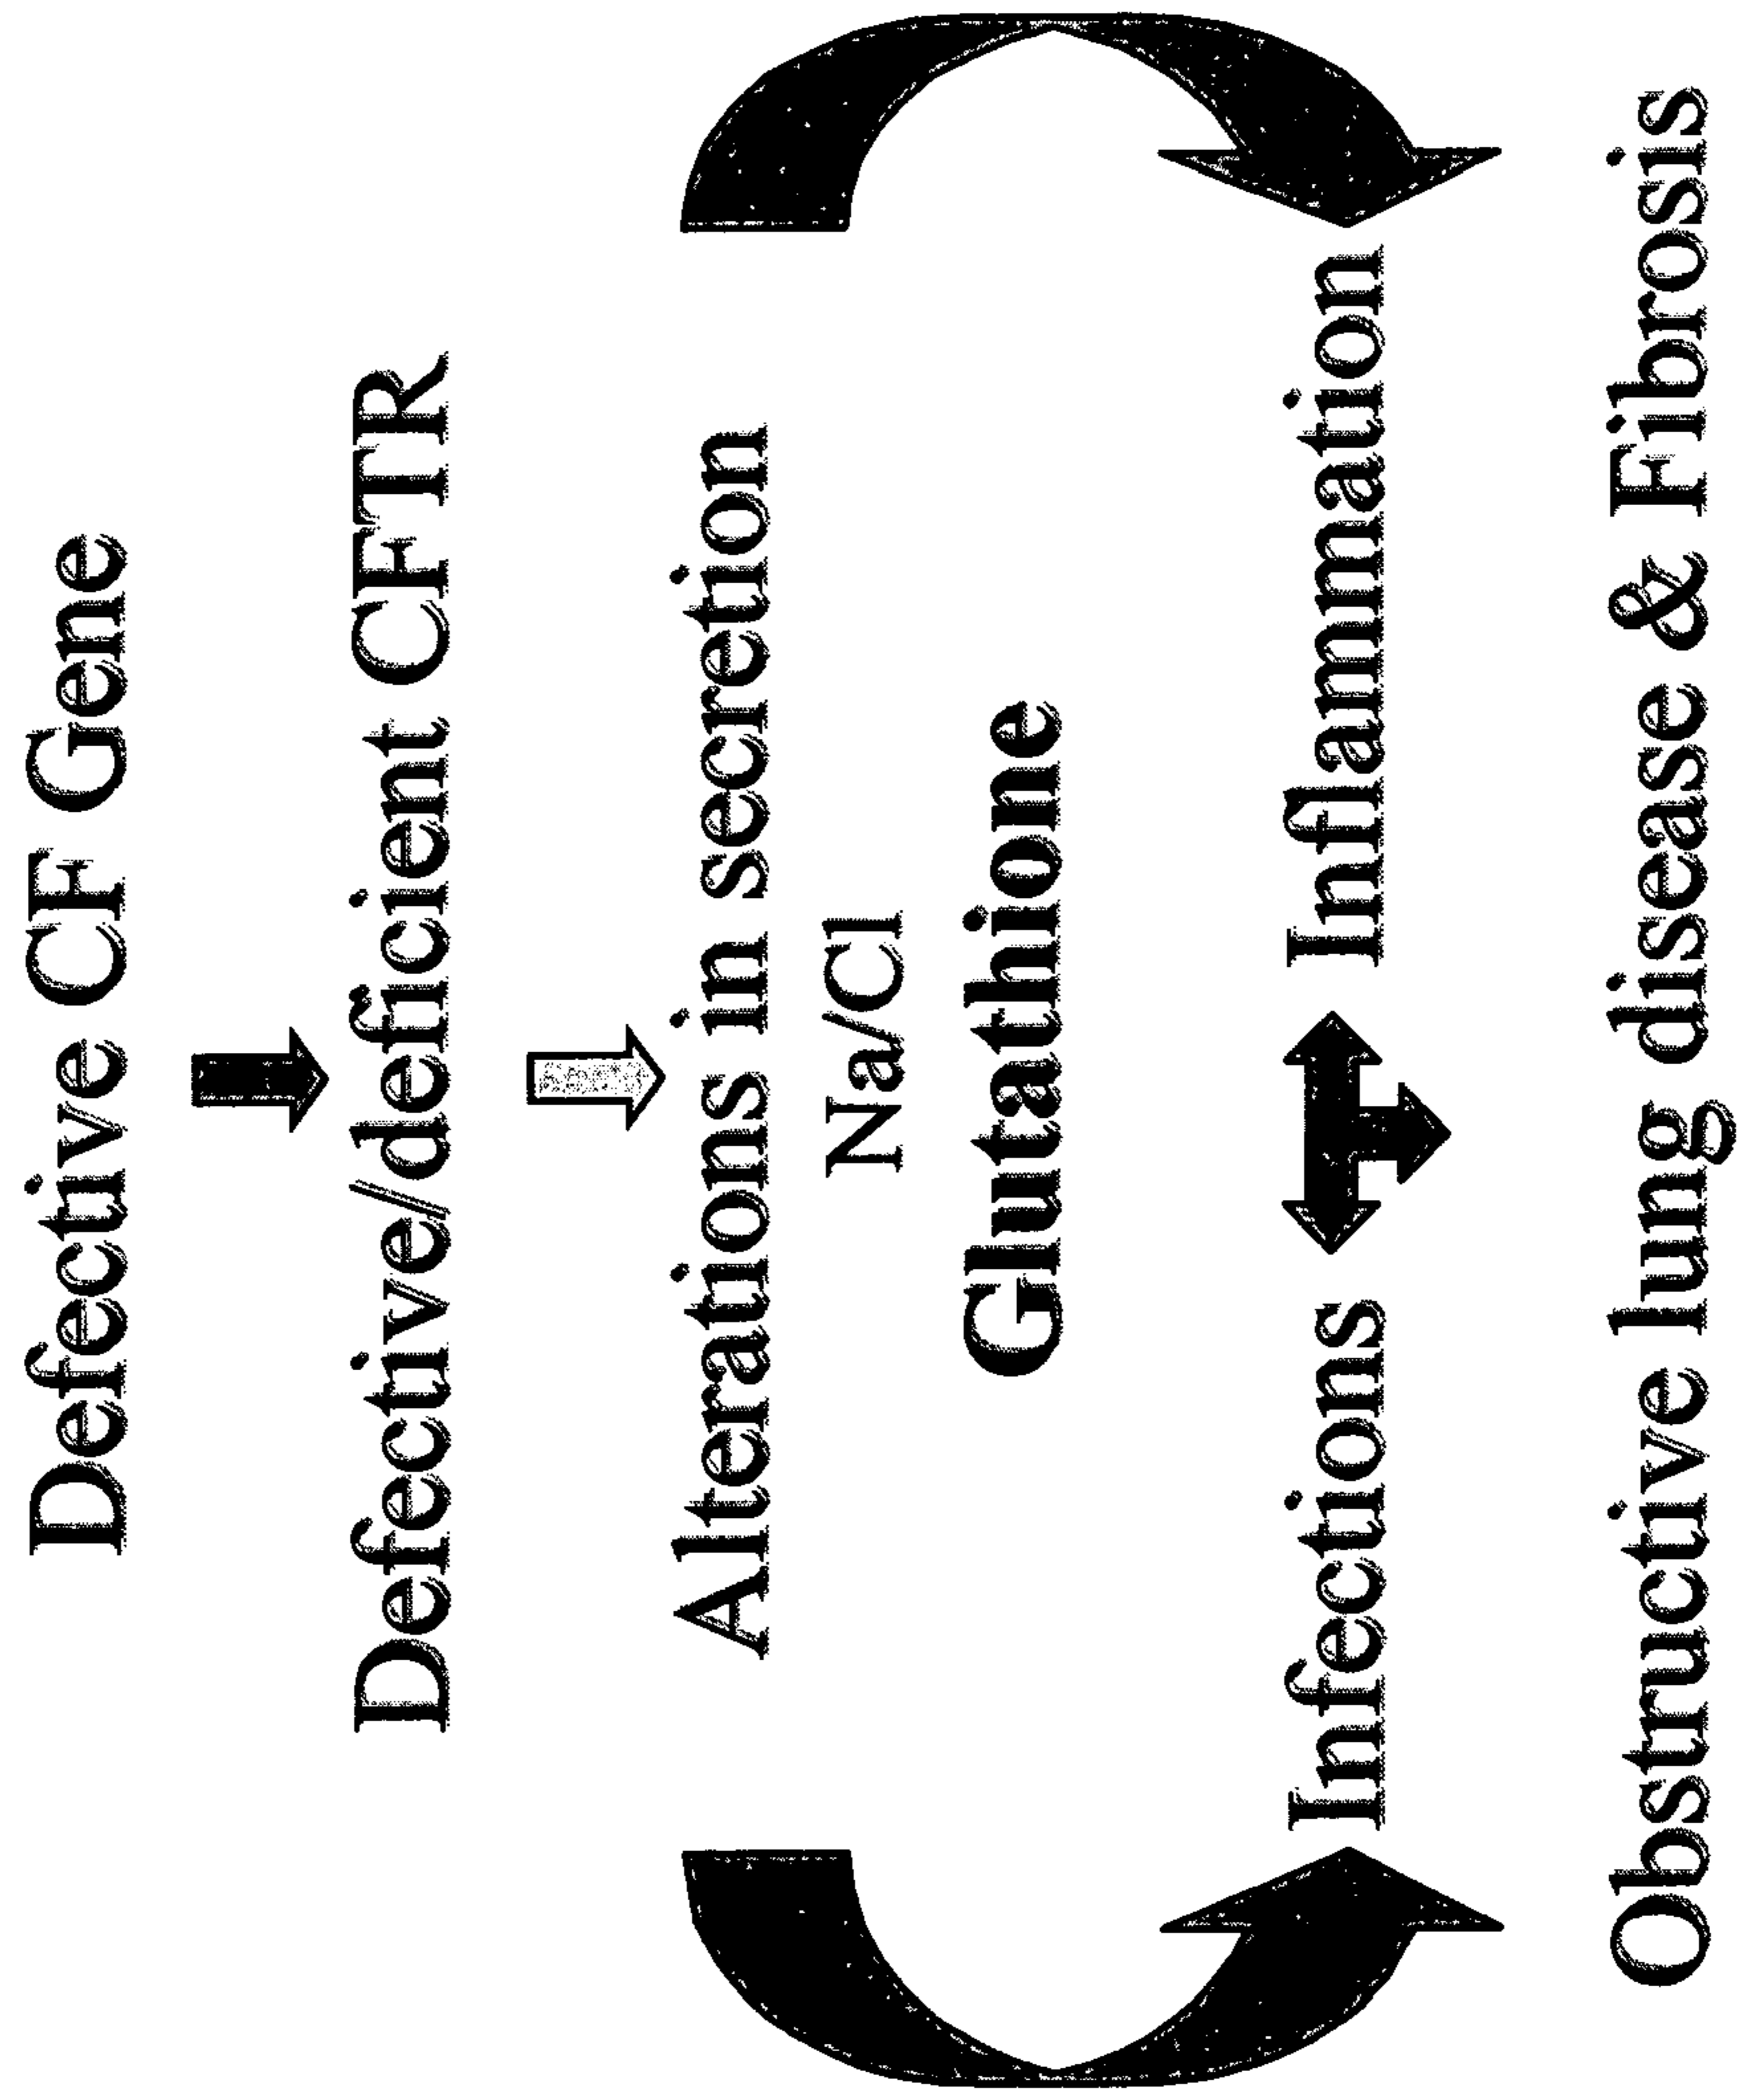 Defective CF Gene
Defective/deficient CFTR
Alterations in secretion
Na/Cl
Glutathione
Infections Inflammation
Obstructive lung disease & Fibrosis